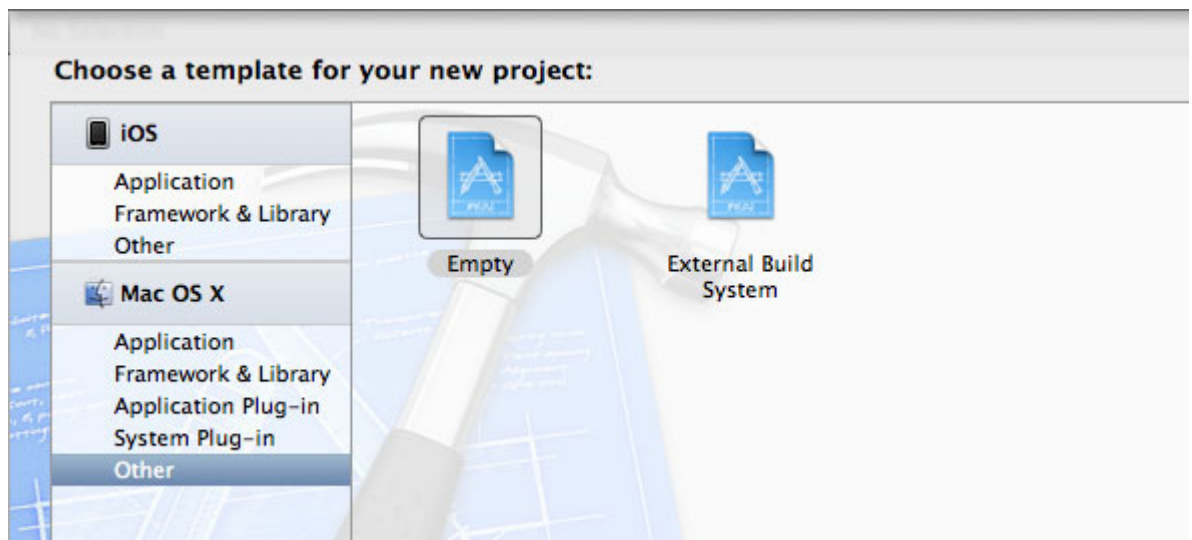 Choose a template for your new project:
iOS
Application
Framework & Library
Other
Mac OS X
Application
Framework & Library
Application Plug-in
System Plug-in
Other
Empty
External Build
System